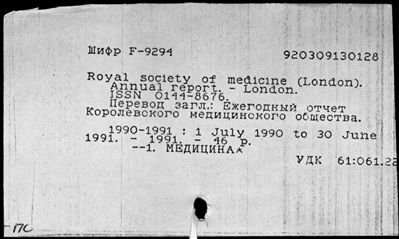 Шифр F-9294 920309130128
Royal society of medicine (London).
Annual report. - London.
ISSN 0144-8676.
Перевод загл.: Ежегодный отчет
Королевского медицинского общества.
1990-1991 : 1 July 1990 to 30 June
1991. - 1991. - 46 p.
--1. МЕДИЦИНА*
УДК 61:061.22
17С